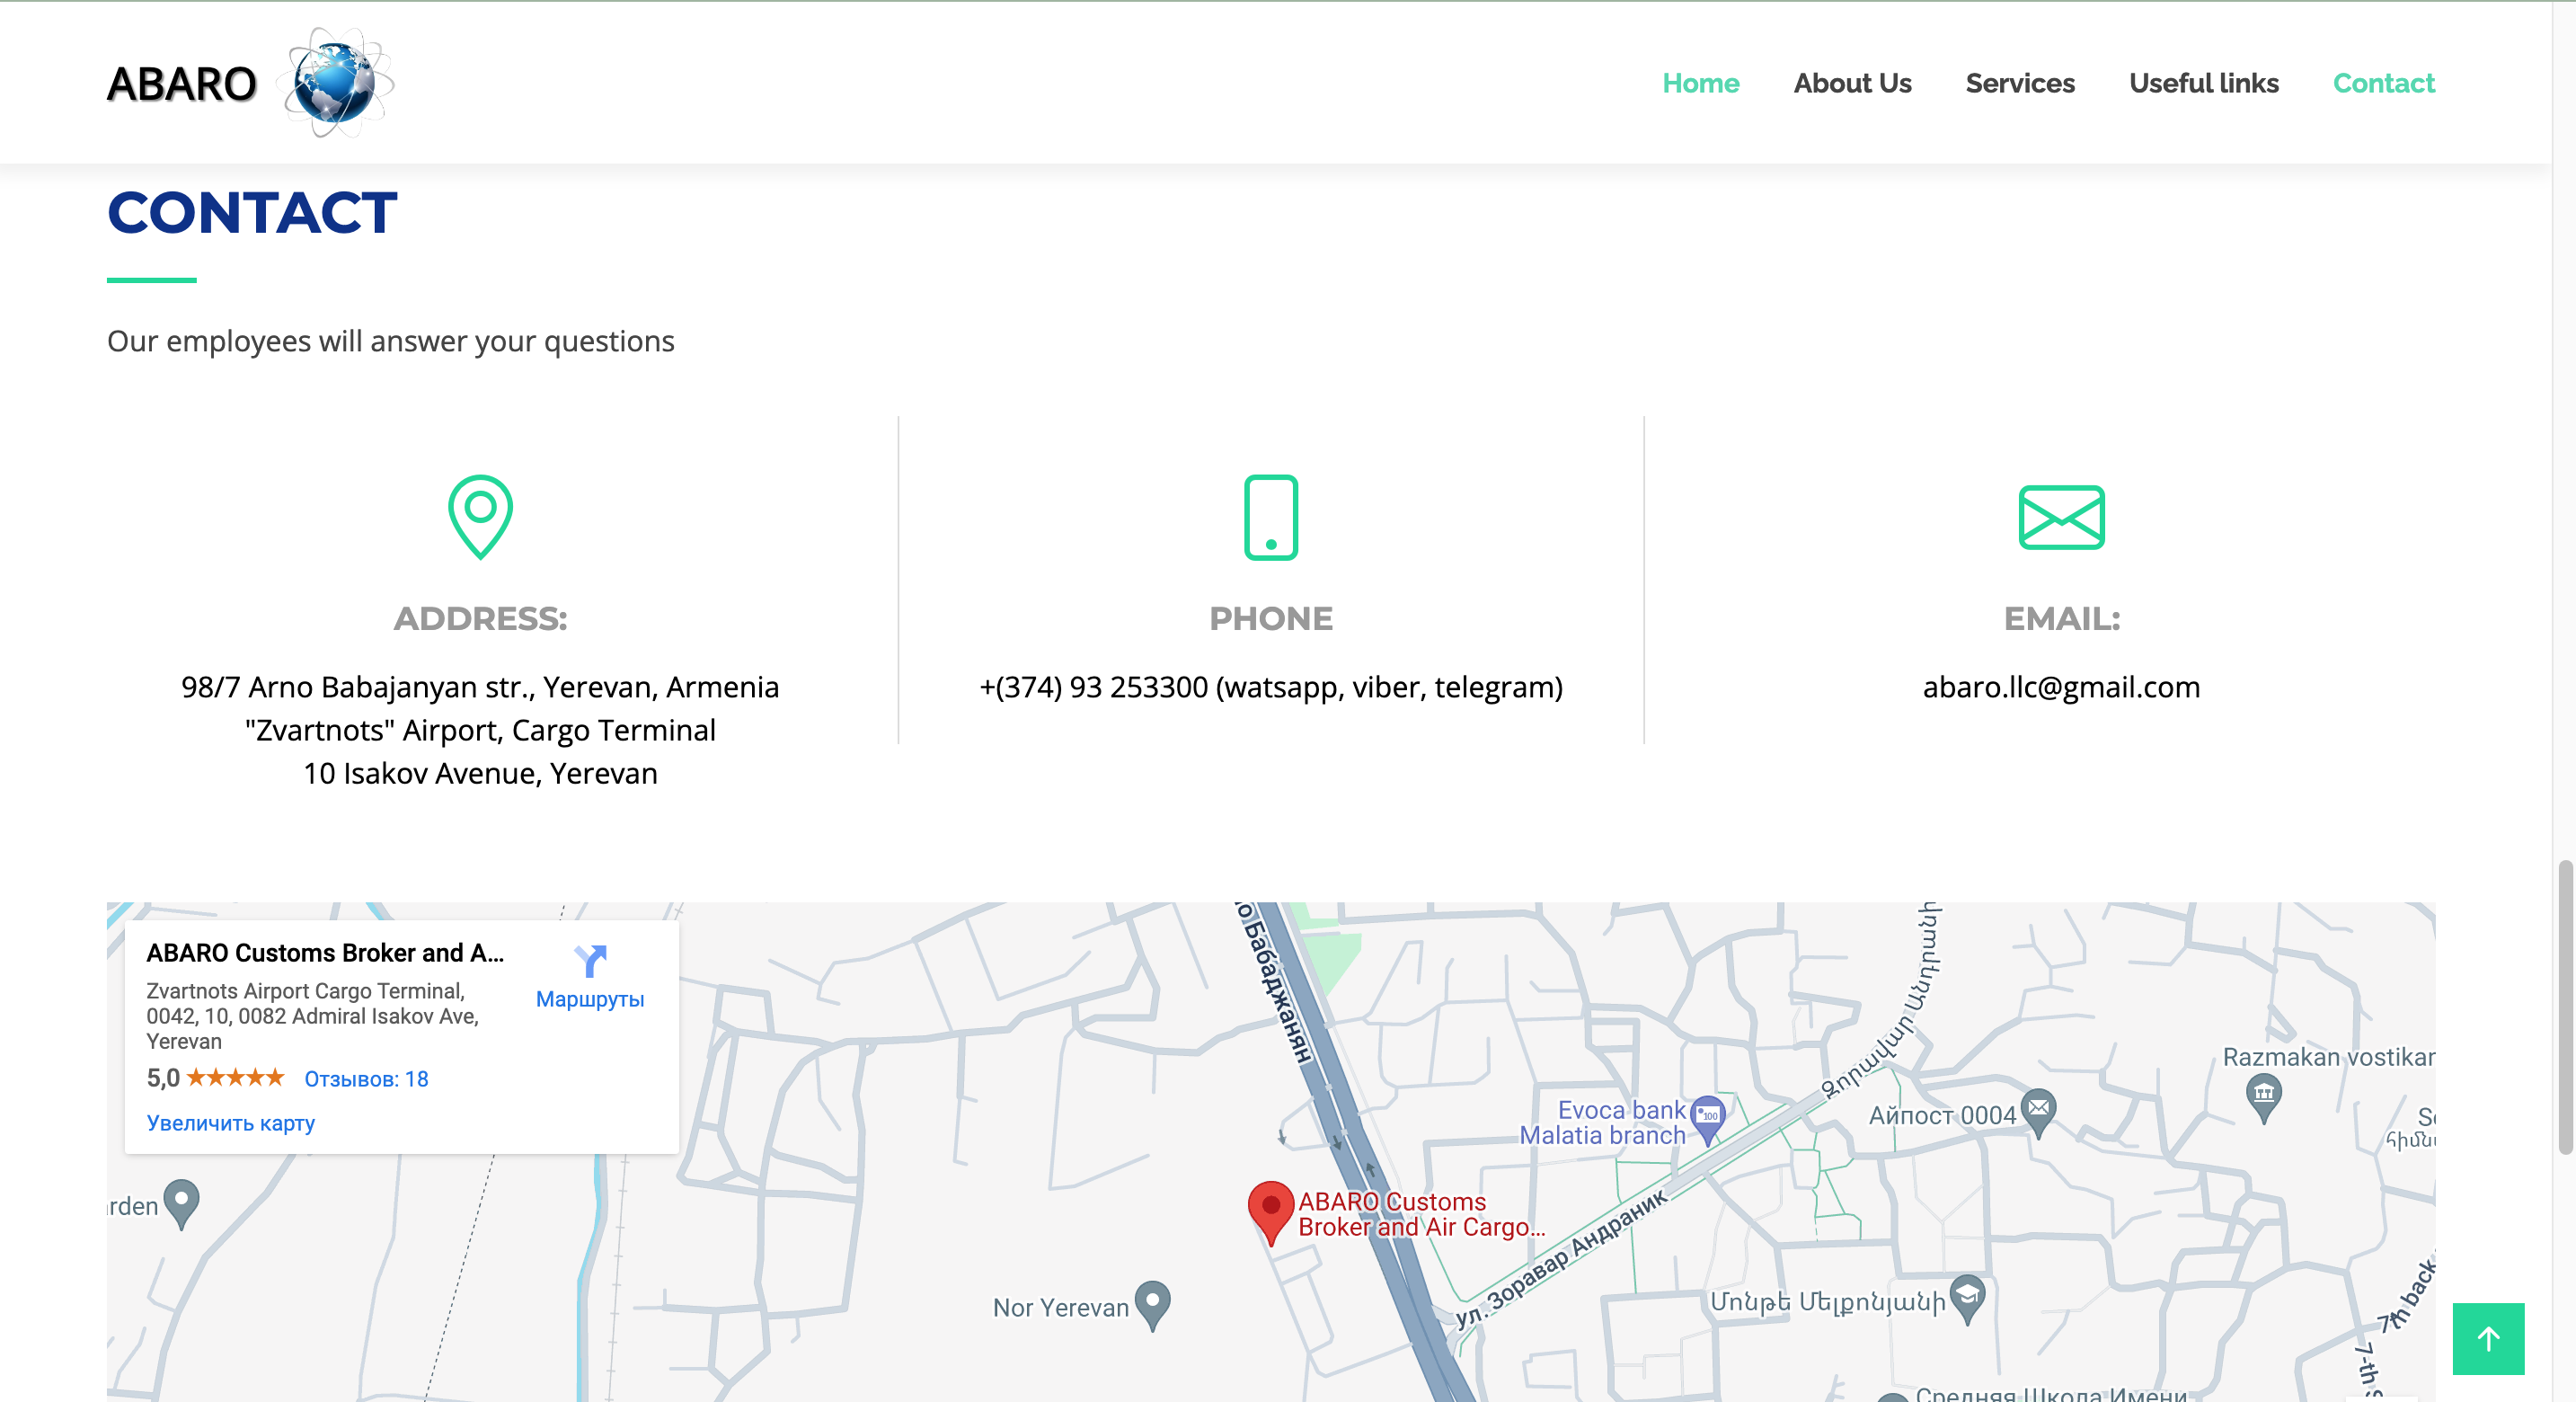 ABARO
Home About Us Services Useful links Contact
CONTACT
Our employees will answer your questions
ADDRESS:
98/7 Arno Babajanyan str., Yerevan, Armenia
"Zvartnots" Airport, Cargo Terminal
10 Isakov Avenue, Yerevan
PHONE
+(374) 93 253300 (watsapp, viber, telegram)
EMAIL:
abaro.llc@gmail.com
ABARO Customs Broker and A...
Zvartnots Airport Cargo Terminal,
0042, 10, 0082 Admiral Isakov Ave,
Yerevan
5,0
Отзывов: 18
Увеличить карту
Маршруты
о Бабаджанян
Զորավար Անդրանի
Razmakan vostikan
Evoca bank
Malatia branch
100
Айпост 0004
հիմն
rden
ABARO Customs
Broker and Air Cargo...
ул. Зоравар Андраник
Nor Yerevan
Մոնթե Մելքոնյանի
7th back
7-th S
Средняя Школа Имени